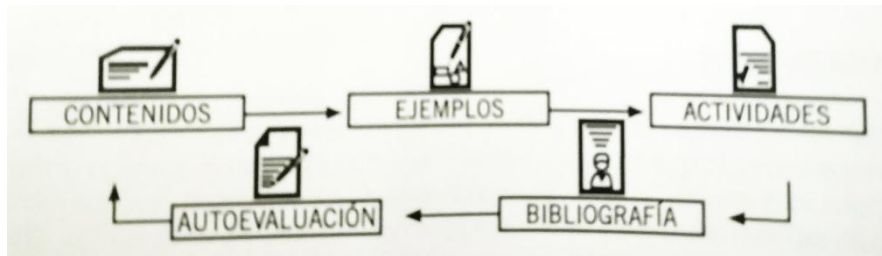 CONTENIDOS
EJEMPLOS
ACTIVIDADES
BIBLIOGRAFÍA
AUTOEVALUACIÓN